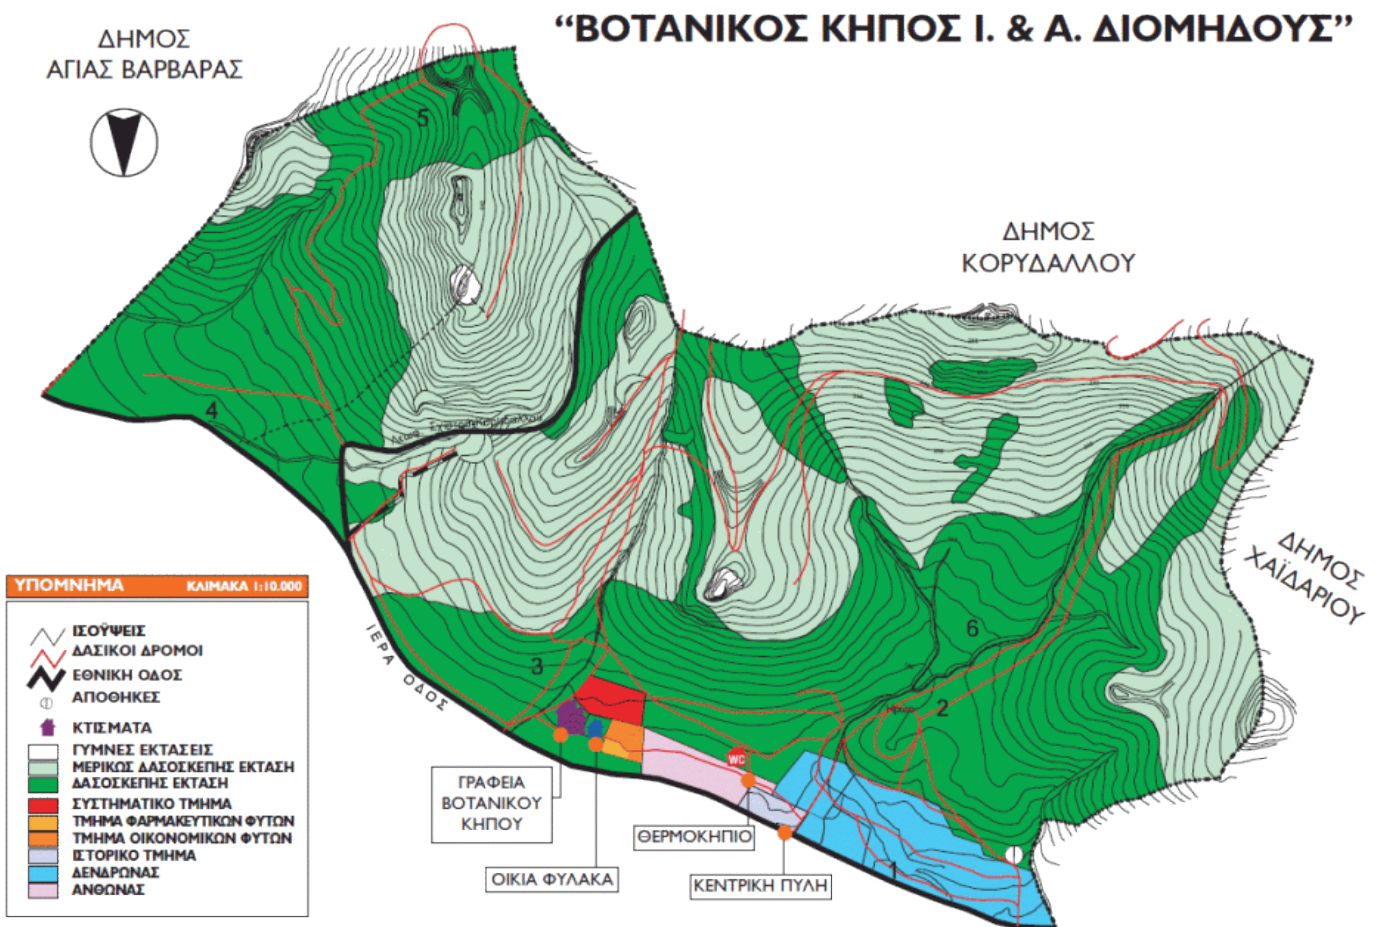 “ΒΟΤΑΝΙΚΟΣ ΚΗΠΟΣ Ι. & Α. ΔΙΟΜΗΔΟΥΣ”
ΔΗΜΟΣ
ΑΓΙΑΣ ΒΑΡΒΑΡΑΣ
5
ΔΗΜΟΣ
ΚΟΡΥΔΑΛΛΟΥ
4
ΔΗΜΟΣ
ΧΑΪΔΑΡΙΟΥ
6
3
2
1
ΙΕΡΑ ΟΔΟΣ
WC
ΓΡΑΦΕΙΑ
ΒΟΤΑΝΙΚΟΥ
ΚΗΠΟΥ
ΟΙΚΙΑ ΦΥΛΑΚΑ
ΘΕΡΜΟΚΗΠΙΟ
ΚΕΝΤΡΙΚΗ ΠΥΛΗ
ΥΠΟΜΝΗΜΑ ΚΛΙΜΑΚΑ 1:10.000
ΙΣΟΫΨΕΙΣ
ΔΑΣΙΚΟΙ ΔΡΟΜΟΙ
ΕΘΝΙΚΗ ΟΔΟΣ
ΑΠΟΘΗΚΕΣ
ΚΤΙΣΜΑΤΑ
ΓΥΜΝΕΣ ΕΚΤΑΣΕΙΣ
ΜΕΡΙΚΩΣ ΔΑΣΟΣΚΕΠΗΣ ΕΚΤΑΣΗ
ΔΑΣΟΣΚΕΠΗΣ ΕΚΤΑΣΗ
ΣΥΣΤΗΜΑΤΙΚΟ ΤΜΗΜΑ
ΤΜΗΜΑ ΦΑΡΜΑΚΕΥΤΙΚΩΝ ΦΥΤΩΝ
ΤΜΗΜΑ ΟΙΚΟΝΟΜΙΚΩΝ ΦΥΤΩΝ
ΙΣΤΟΡΙΚΟ ΤΜΗΜΑ
ΔΕΝΔΡΩΝΑΣ
ΑΝΘΩΝΑΣ